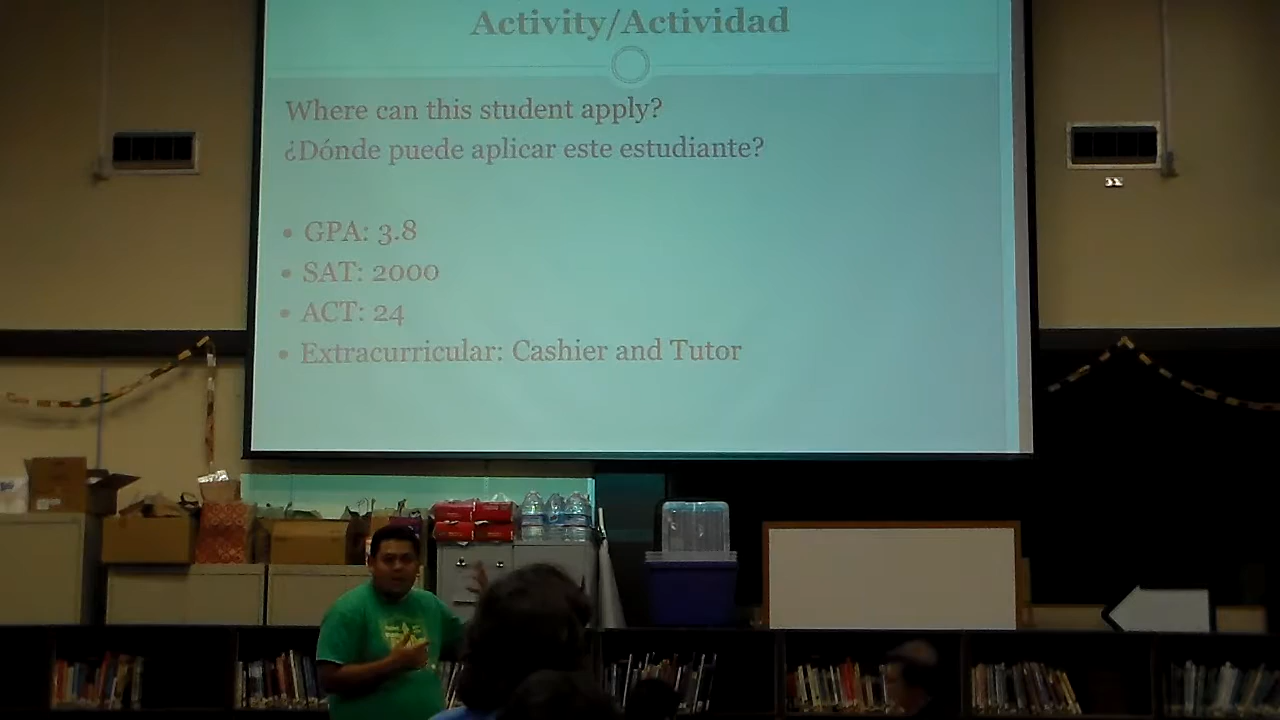 Activity/Actividad
Where can this student apply?
¿Dónde puede aplicar este estudiante?
• GPA: 3.8
• SAT: 2000
• ACT: 24
• Extracurricular: Cashier and Tutor